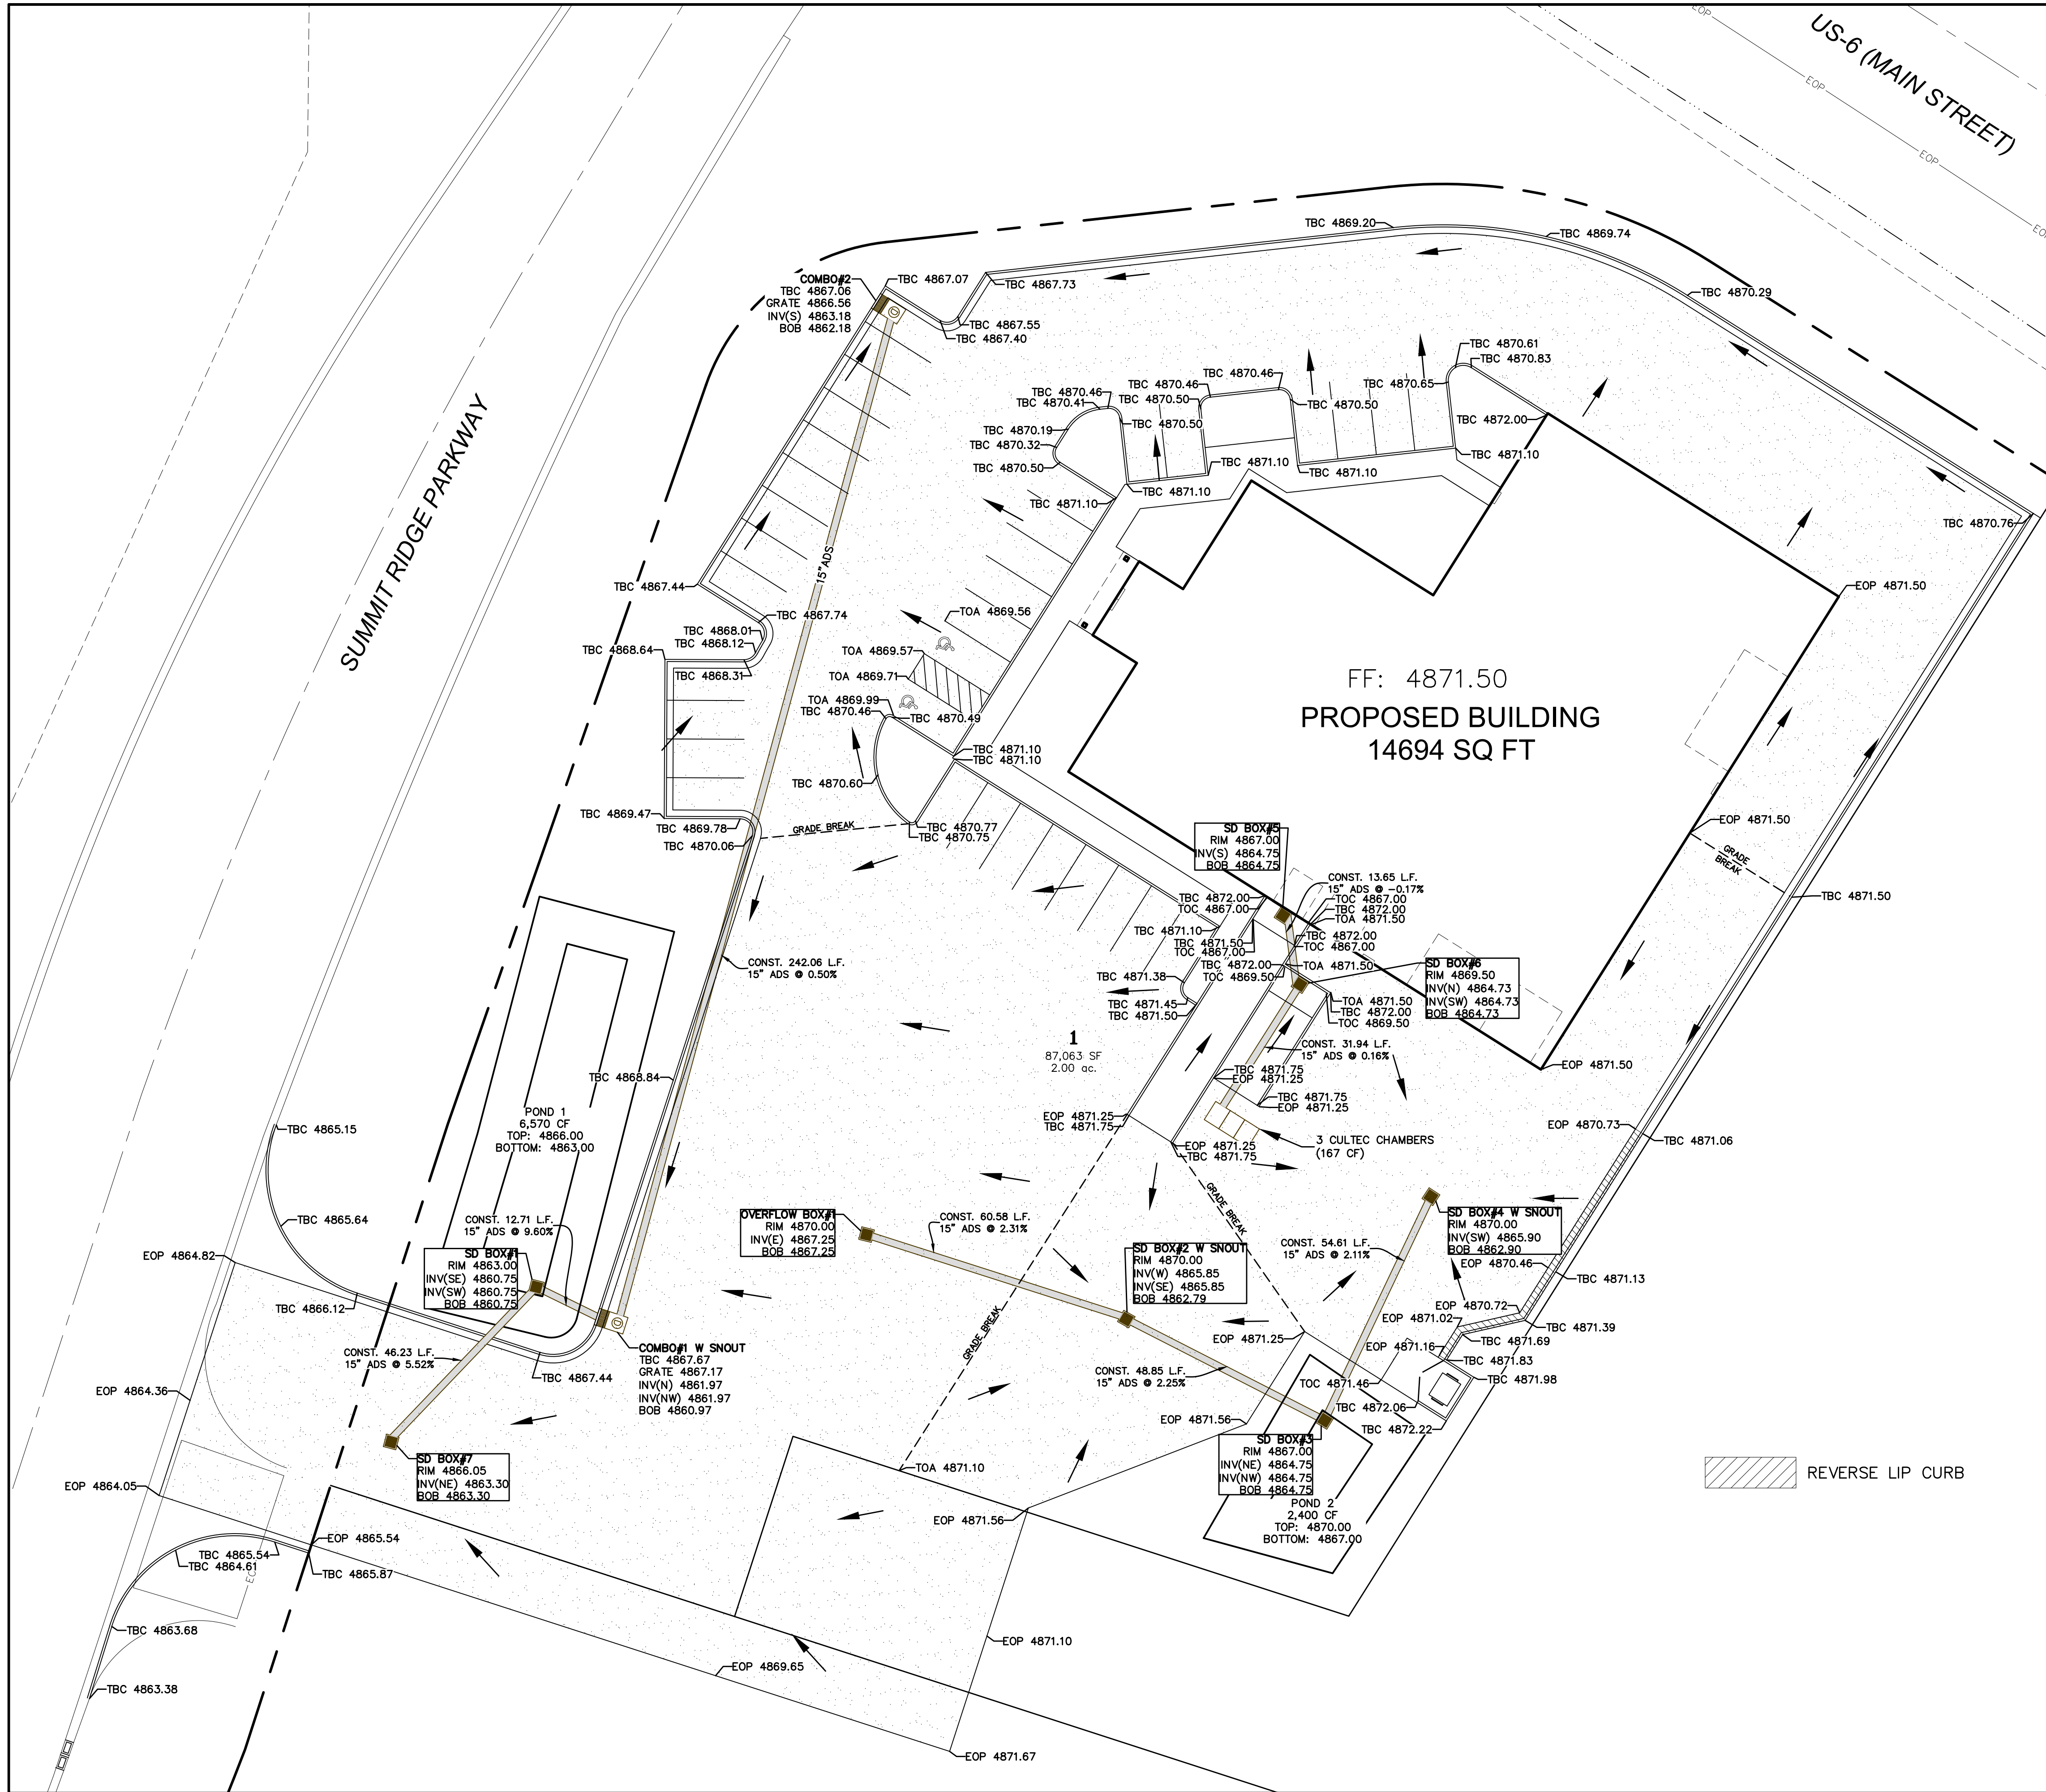 US-6 (MAIN STREET)
EOP
EOP
EOP
SUMMIT RIDGE PARKWAY
TBC 4869.20
TBC 4869.74
COMBO#2
TBC 4867.06
GRATE 4866.56
INV(S) 4863.18
BOB 4862.18
TBC 4867.07
TBC 4867.73
TBC 4870.29
TBC 4867.55
TBC 4867.40
TBC 4870.61
TBC 4870.83
TBC 4870.46
TBC 4870.46
TBC 4870.46
TBC 4870.65
TBC 4870.41
TBC 4870.50
TBC 4870.50
TBC 4870.50
TBC 4872.00
TBC 4870.19
TBC 4870.32
TBC 4870.50
TBC 4871.10
TBC 4871.10
TBC 4871.10
TBC 4871.10
TBC 4871.10
TBC 4870.76
15" ADS
TBC 4867.44
EOP 4871.50
TOA 4869.56
TBC 4867.74
TBC 4868.01
TBC 4868.12
TBC 4868.64
TBC 4868.31
TOA 4869.57
TOA 4869.71
TOA 4869.99
TBC 4870.46
TBC 4870.49
FF: 4871.50
PROPOSED BUILDING
14694 SQ FT
TBC 4871.10
TBC 4871.10
TBC 4870.60
TBC 4869.47
TBC 4869.78
TBC 4870.06
GRADE BREAK
TBC 4870.77
TBC 4870.75
EOP 4871.50
GRADE
BREAK
TBC 4871.50
SD BOX#5
RIM 4867.00
INV(S) 4864.75
BOB 4864.75
CONST. 13.65 L.F.
15" ADS @ -0.17%
TBC 4872.00
TOC 4867.00
TOC 4867.00
TBC 4872.00
TOA 4871.50
TBC 4871.10
TBC 4871.50
TOC 4867.00
TBC 4872.00
TOC 4867.00
TBC 4872.00
TOC 4869.50
TOA 4871.50
TBC 4871.38
TBC 4871.45
TBC 4871.50
SD BOX#6
RIM 4869.50
INV(N) 4864.73
INV(SW) 4864.73
BOB 4864.73
TOA 4871.50
TBC 4872.00
TOC 4869.50
CONST. 242.06 L.F.
15" ADS @ 0.50%
1
87,063 SF
2.00 ac.
CONST. 31.94 L.F.
15" ADS @ 0.16%
EOP 4871.50
TBC 4868.84
TBC 4871.75
EOP 4871.25
TBC 4871.75
EOP 4871.25
EOP 4871.25
TBC 4871.75
EOP 4871.25
TBC 4871.75
3 CULTEC CHAMBERS
(167 CF)
EOP 4870.73
TBC 4871.06
POND 1
6,570 CF
TOP: 4866.00
BOTTOM: 4863.00
TBC 4865.15
TBC 4865.64
EOP 4864.82
TBC 4866.12
CONST. 12.71 L.F.
15" ADS @ 9.60%
SD BOX#1
RIM 4863.00
INV(SE) 4860.75
INV(SW) 4860.75
BOB 4860.75
OVERFLOW BOX#1
RIM 4870.00
INV(E) 4867.25
BOB 4867.25
CONST. 60.58 L.F.
15" ADS @ 2.31%
GRADE BREAK
GRADE BREAK
SD BOX#2 W SNOUT
RIM 4870.00
INV(W) 4865.85
INV(SE) 4865.85
BOB 4862.79
CONST. 54.61 L.F.
15" ADS @ 2.11%
SD BOX#4 W SNOUT
RIM 4870.00
INV(SW) 4865.90
BOB 4862.90
EOP 4870.46
TBC 4871.13
EOP 4870.72
EOP 4871.02
TBC 4871.39
EOP 4871.25
EOP 4871.16
TBC 4871.69
TBC 4871.83
TBC 4871.98
TOC 4871.46
TBC 4872.06
TBC 4872.22
CONST. 48.85 L.F.
15" ADS @ 2.25%
CONST. 46.23 L.F.
15" ADS @ 5.52%
COMBO#1 W SNOUT
TBC 4867.67
GRATE 4867.17
INV(N) 4861.97
INV(NW) 4861.97
BOB 4860.97
TBC 4867.44
EOP 4864.36
EOP 4871.56
SD BOX#3
RIM 4867.00
INV(NE) 4864.75
INV(NW) 4864.75
BOB 4864.75
POND 2
2,400 CF
TOP: 4870.00
BOTTOM: 4867.00
SD BOX#7
RIM 4866.05
INV(NE) 4863.30
BOB 4863.30
TOA 4871.10
EOP 4871.56
EOP 4864.05
EOP 4865.54
TBC 4865.54
TBC 4864.61
TBC 4865.87
REVERSE LIP CURB
TBC 4863.68
EOP 4871.10
EOP 4869.65
TBC 4863.38
EOP 4871.67